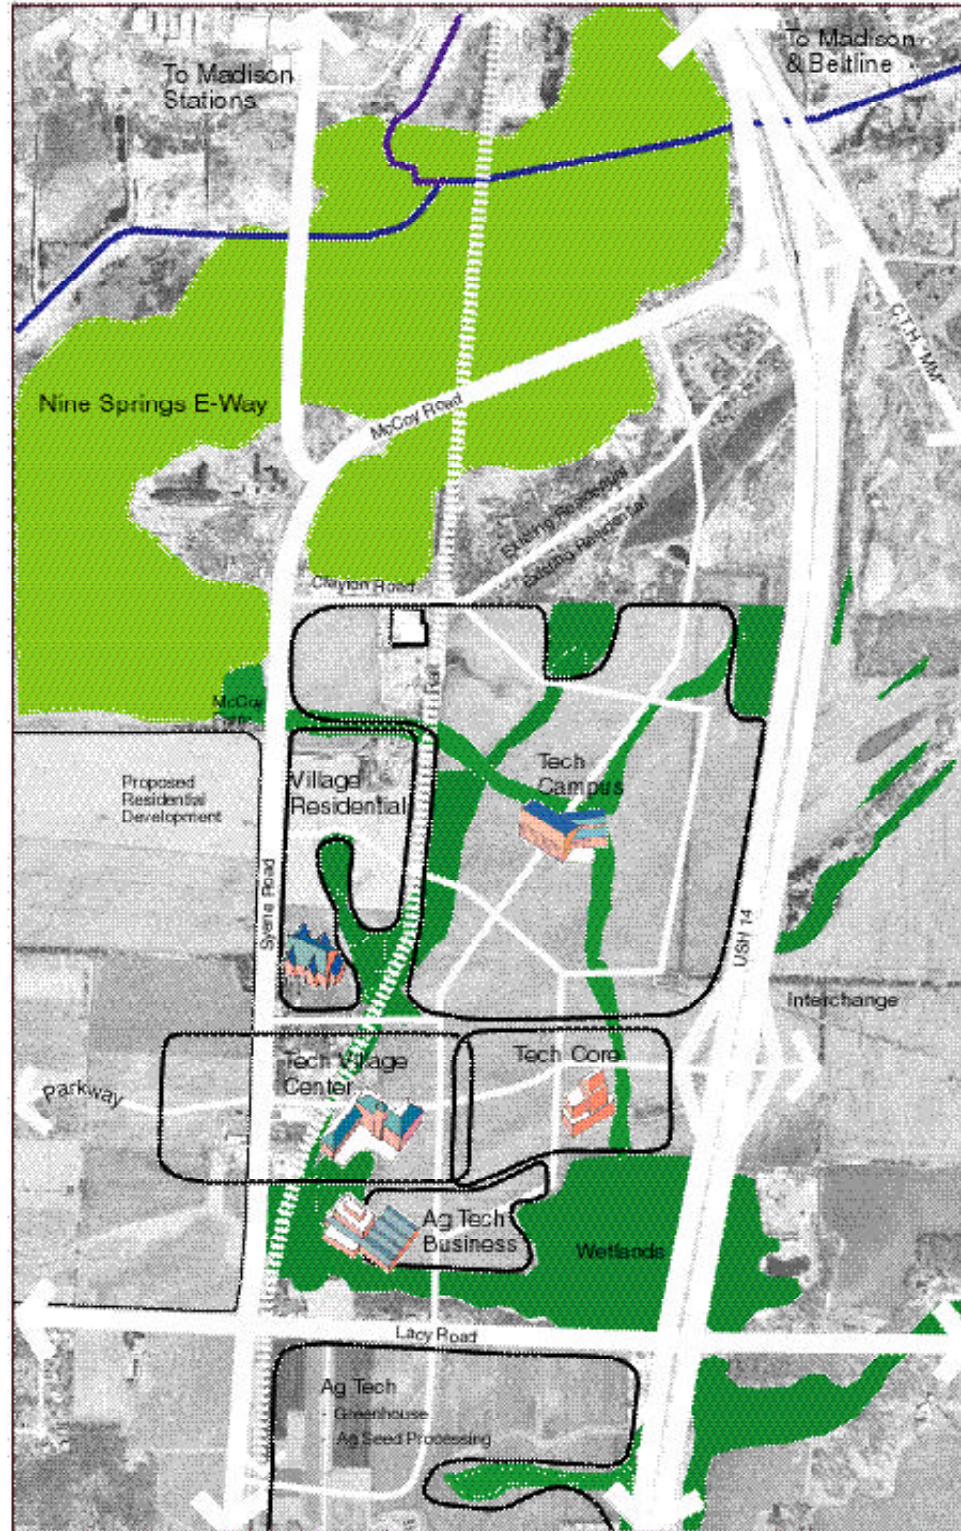 To Madison
& Beltline
To Madison
Stations
C.T.H. "MM"
Nine Springs E-Way
McCoy Road
Existing Residential
Existing Residential
Clayton Road
Rail
McCoy
Tech
Campus
Village
Residential
Proposed
Residential
Development
Syene Road
USH 14
Interchange
Tech Village
Center
Tech Core
Parkway
Ag Tech
Business
Wetlands
Lacy Road
Ag Tech
- Greenhouse
- Ag Seed Processing